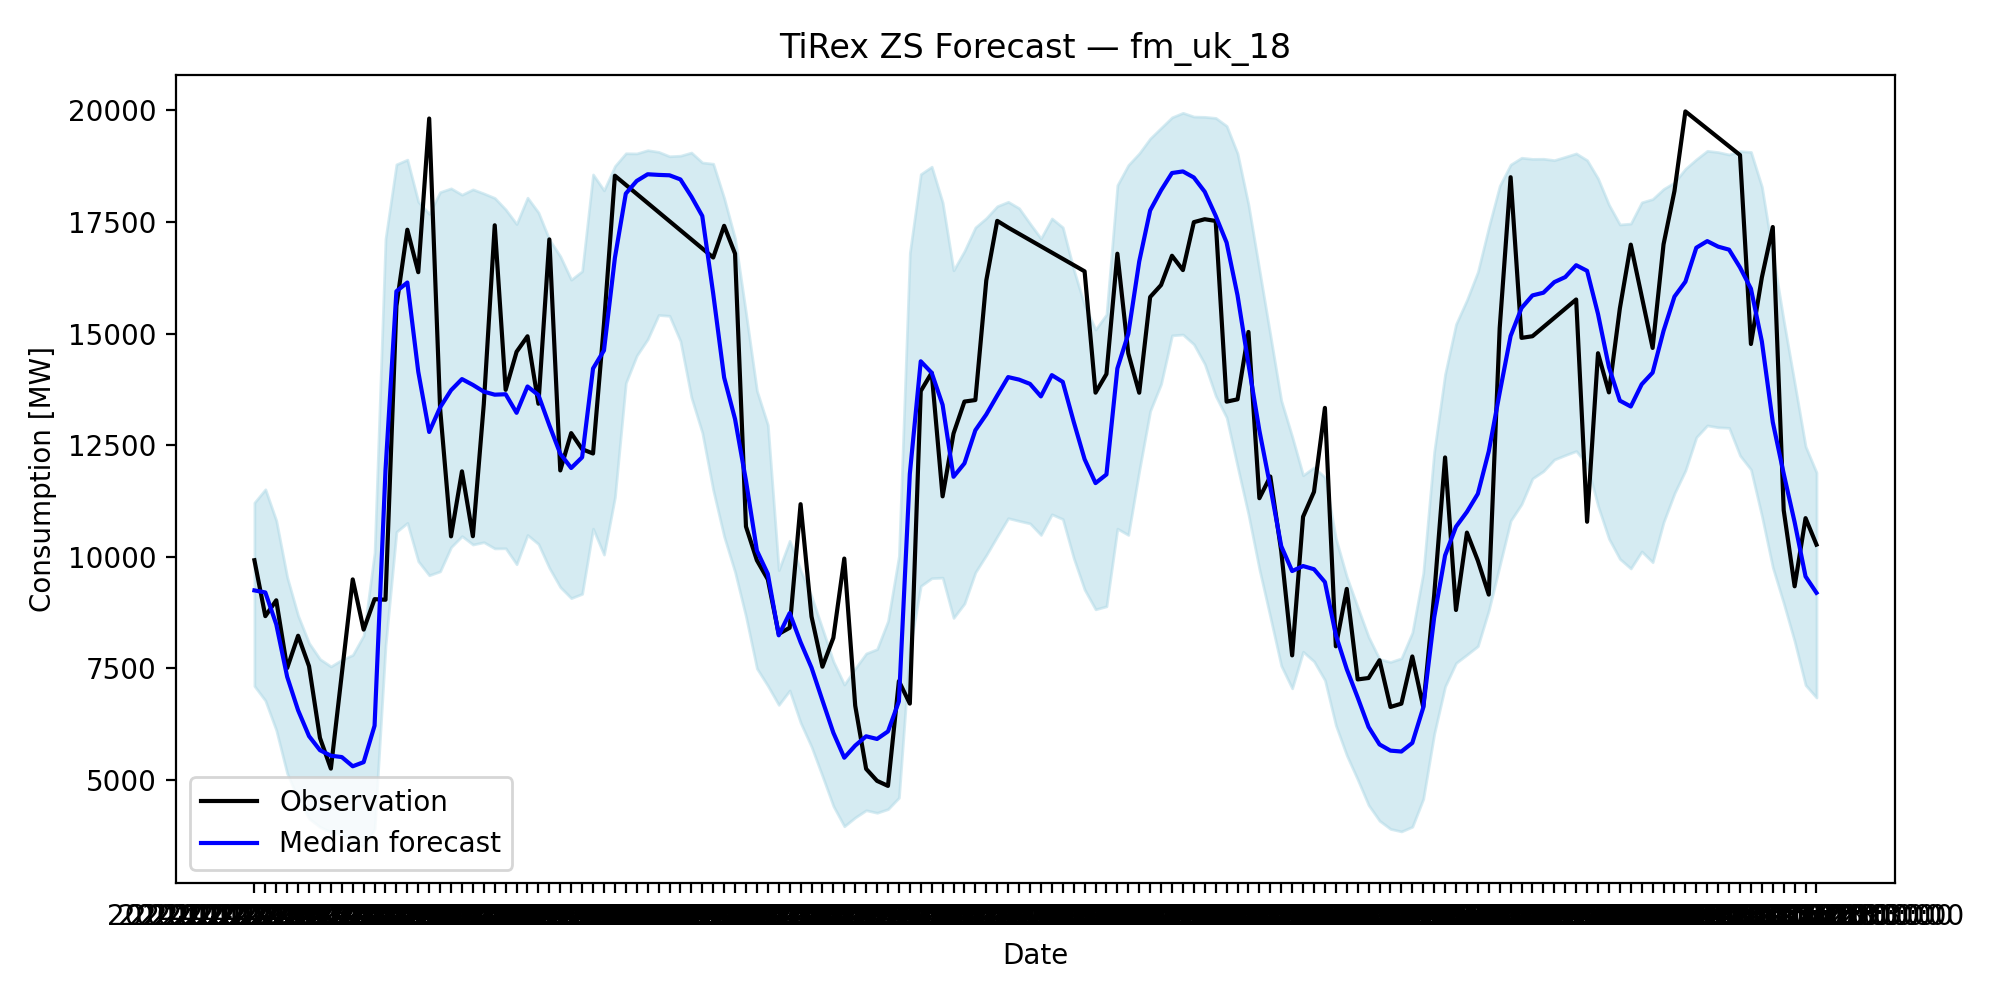 TiRex ZS Forecast — fm_uk_18
Consumption [MW]
20000
17500
15000
12500
10000
7500
5000
Observation
Median forecast
Date